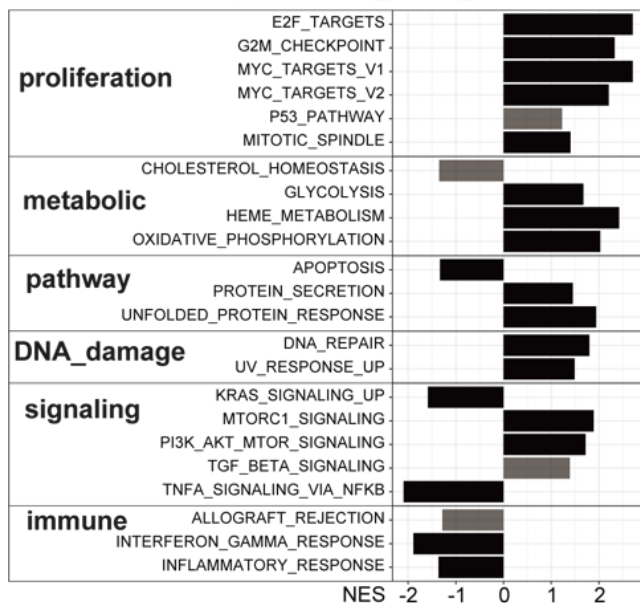 E2F_TARGETS
G2M_CHECKPOINT
proliferation
MYC_TARGETS_V1
MYC_TARGETS_V2
P53_PATHWAY
MITOTIC_SPINDLE
CHOLESTEROL_HOMEOSTASIS
metabolic
GLYCOLYSIS
HEME_METABOLISM
OXIDATIVE_PHOSPHORYLATION
APOPTOSIS
pathway
PROTEIN_SECRETION
UNFOLDED_PROTEIN_RESPONSE
DNA_damage
DNA_REPAIR
UV_RESPONSE_UP
KRAS_SIGNALING_UP
signaling
MTORC1_SIGNALING
PI3K_AKT_MTOR_SIGNALING
TGF_BETA_SIGNALING
TNFA_SIGNALING_VIA_NFKB
immune
ALLOGRAFT_REJECTION
INTERFERON_GAMMA_RESPONSE
INFLAMMATORY_RESPONSE
NES -2 -1 0 1 2